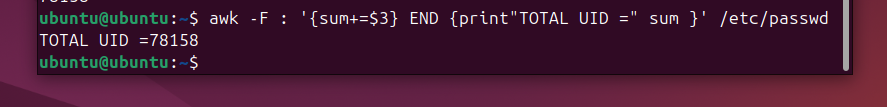 ubuntu@ubuntu:~$ awk -F : '{sum+=$3} END {print"TOTAL UID =" sum }' /etc/passwd
TOTAL UID =78158
ubuntu@ubuntu:~$